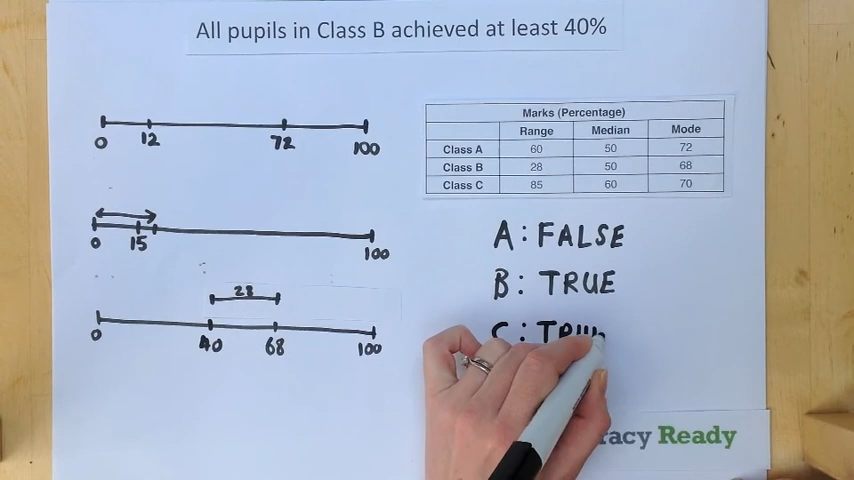 All pupils in Class B achieved at least 40%
0 12 72 100
0 15 100
28
0 40 68 100
Marks (Percentage)
Range Median Mode
Class A 60 50 72
Class B 28 50 68
Class C 85 60 70
A: FALSE
B: TRUE
C: TRU
Ready